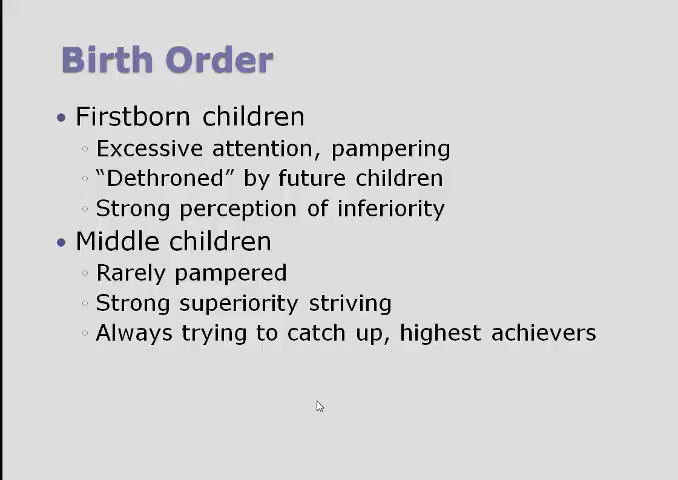 Birth Order
• Firstborn children
◦ Excessive attention, pampering
◦ “Dethroned” by future children
◦ Strong perception of inferiority
• Middle children
◦ Rarely pampered
◦ Strong superiority striving
◦ Always trying to catch up, highest achievers